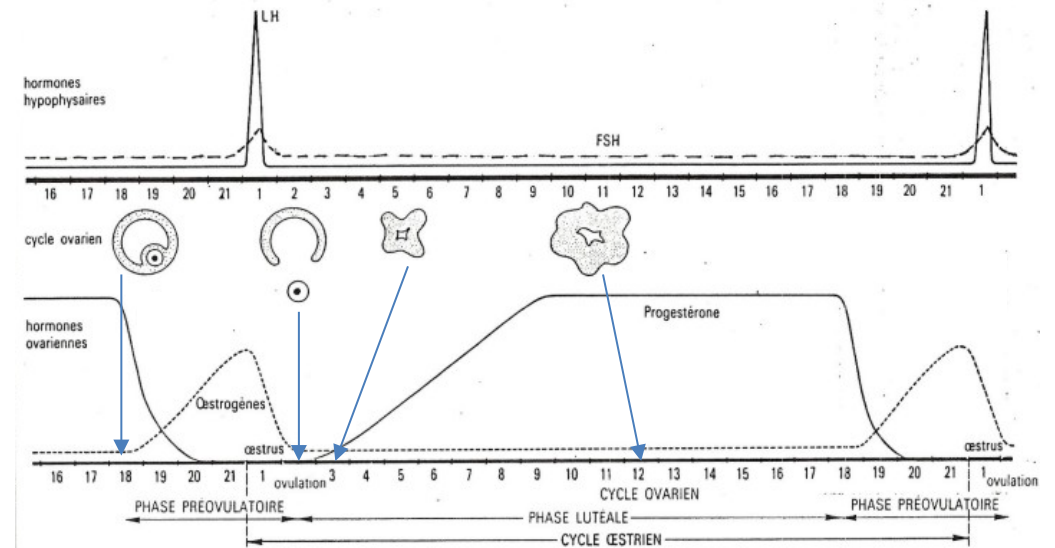 LH
hormones
hypophysaires
FSH
16 17 18 19 20 21 1 2 3 4 5 6 7 8 9 10 11 12 13 14 15 16 17 18 19 20 21 1
cycle ovarien
hormones
ovariennes
Progestérone
Œstrogènes
œstrus
œstrus
16 17 18 19 20 21 1 3 4 5 6 7 8 9 10 11 12 13 14 15 16 17 18 19 20 21 1
ovulation
ovulation
CYCLE OVARIEN
PHASE PRÉOVULATOIRE
PHASE LUTÉALE
PHASE PRÉOVULATOIRE
CYCLE ŒSTRIEN